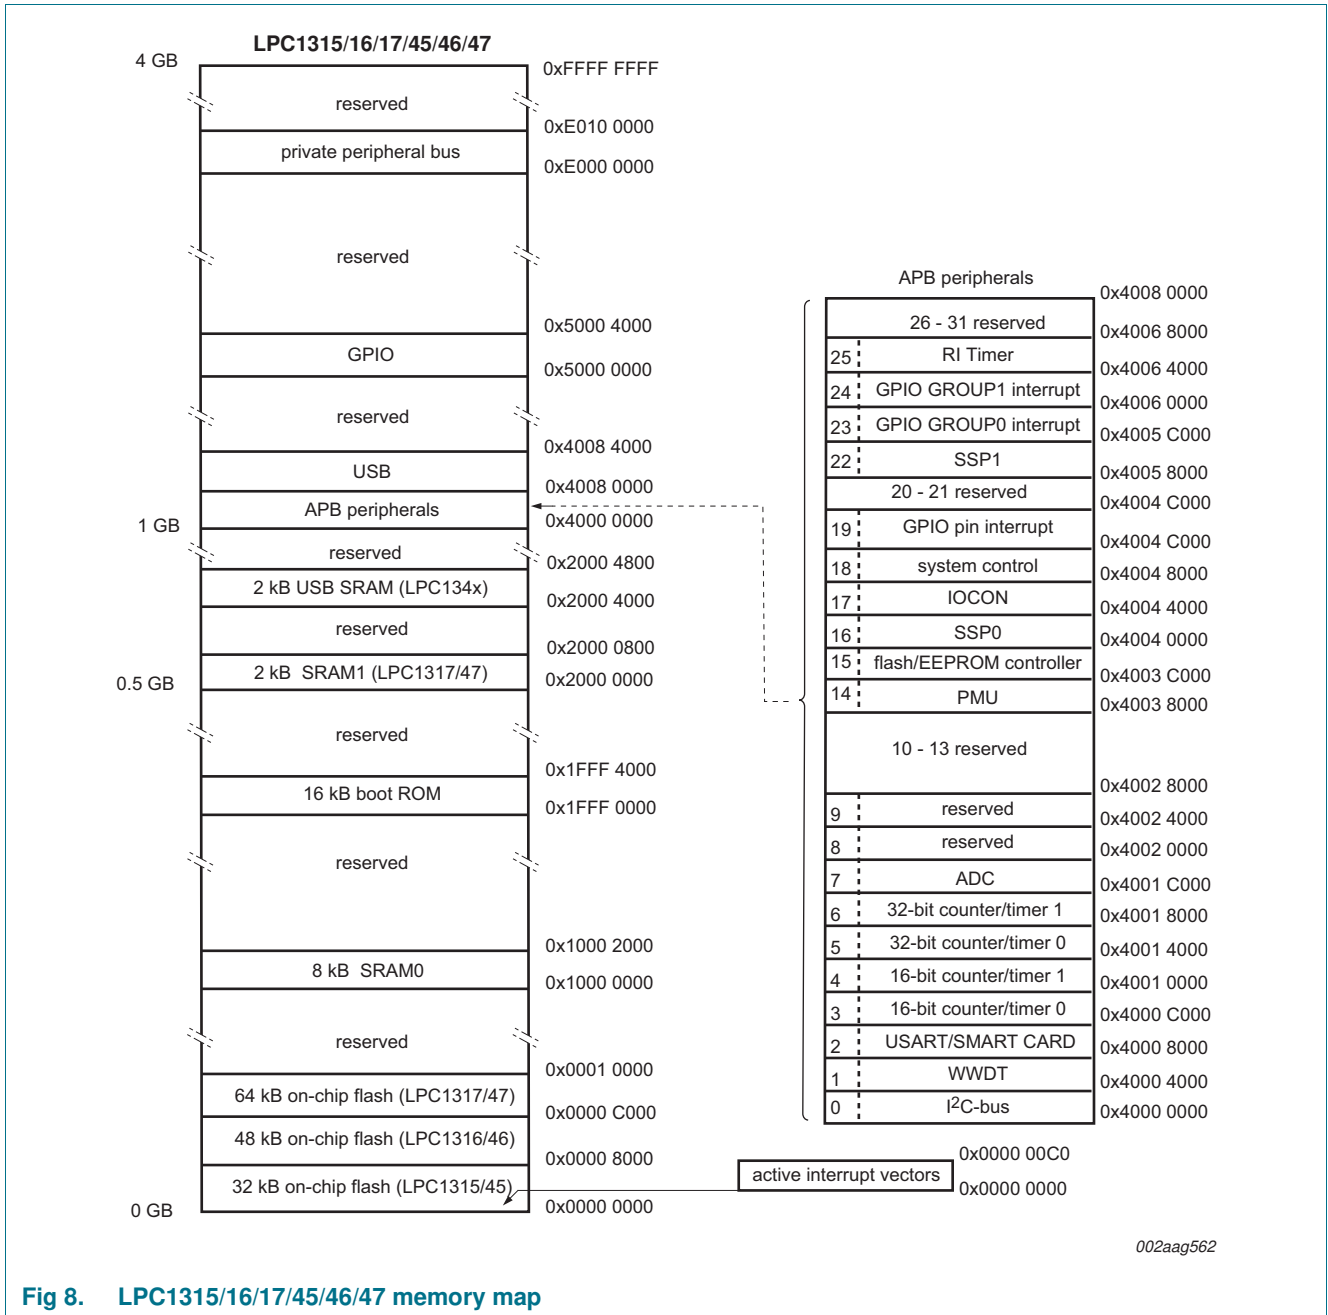 LPC1315/16/17/45/46/47
4 GB
0xFFFF FFFF
reserved
0xE010 0000
private peripheral bus
0xE000 0000
reserved
0x5000 4000
GPIO
0x5000 0000
reserved
0x4008 4000
USB
0x4008 0000
APB peripherals
1 GB
0x4000 0000
reserved
0x2000 4800
2 kB USB SRAM (LPC134x)
0x2000 4000
reserved
0x2000 0800
2 kB SRAM1 (LPC1317/47)
0.5 GB
0x2000 0000
reserved
0x1FFF 4000
16 kB boot ROM
0x1FFF 0000
reserved
0x1000 2000
8 kB SRAM0
0x1000 0000
reserved
0x0001 0000
64 kB on-chip flash (LPC1317/47)
0x0000 C000
48 kB on-chip flash (LPC1316/46)
0x0000 8000
32 kB on-chip flash (LPC1315/45)
0 GB
0x0000 0000
APB peripherals
0x4008 0000
26 - 31 reserved
0x4006 8000
25 RI Timer
0x4006 4000
24 GPIO GROUP1 interrupt
0x4006 0000
23 GPIO GROUP0 interrupt
0x4005 C000
22 SSP1
0x4005 8000
20 - 21 reserved
0x4004 C000
19 GPIO pin interrupt
0x4004 C000
18 system control
0x4004 8000
17 IOCON
0x4004 4000
16 SSP0
0x4004 0000
15 flash/EEPROM controller
0x4003 C000
14 PMU
0x4003 8000
10 - 13 reserved
0x4002 8000
9 reserved
0x4002 4000
8 reserved
0x4002 0000
7 ADC
0x4001 C000
6 32-bit counter/timer 1
0x4001 8000
5 32-bit counter/timer 0
0x4001 4000
4 16-bit counter/timer 1
0x4001 0000
3 16-bit counter/timer 0
0x4000 C000
2 USART/SMART CARD
0x4000 8000
1 WWDT
0x4000 4000
0 I2C-bus
0x4000 0000
0x0000 00C0
active interrupt vectors
0x0000 0000
002aag562
Fig 8. LPC1315/16/17/45/46/47 memory map